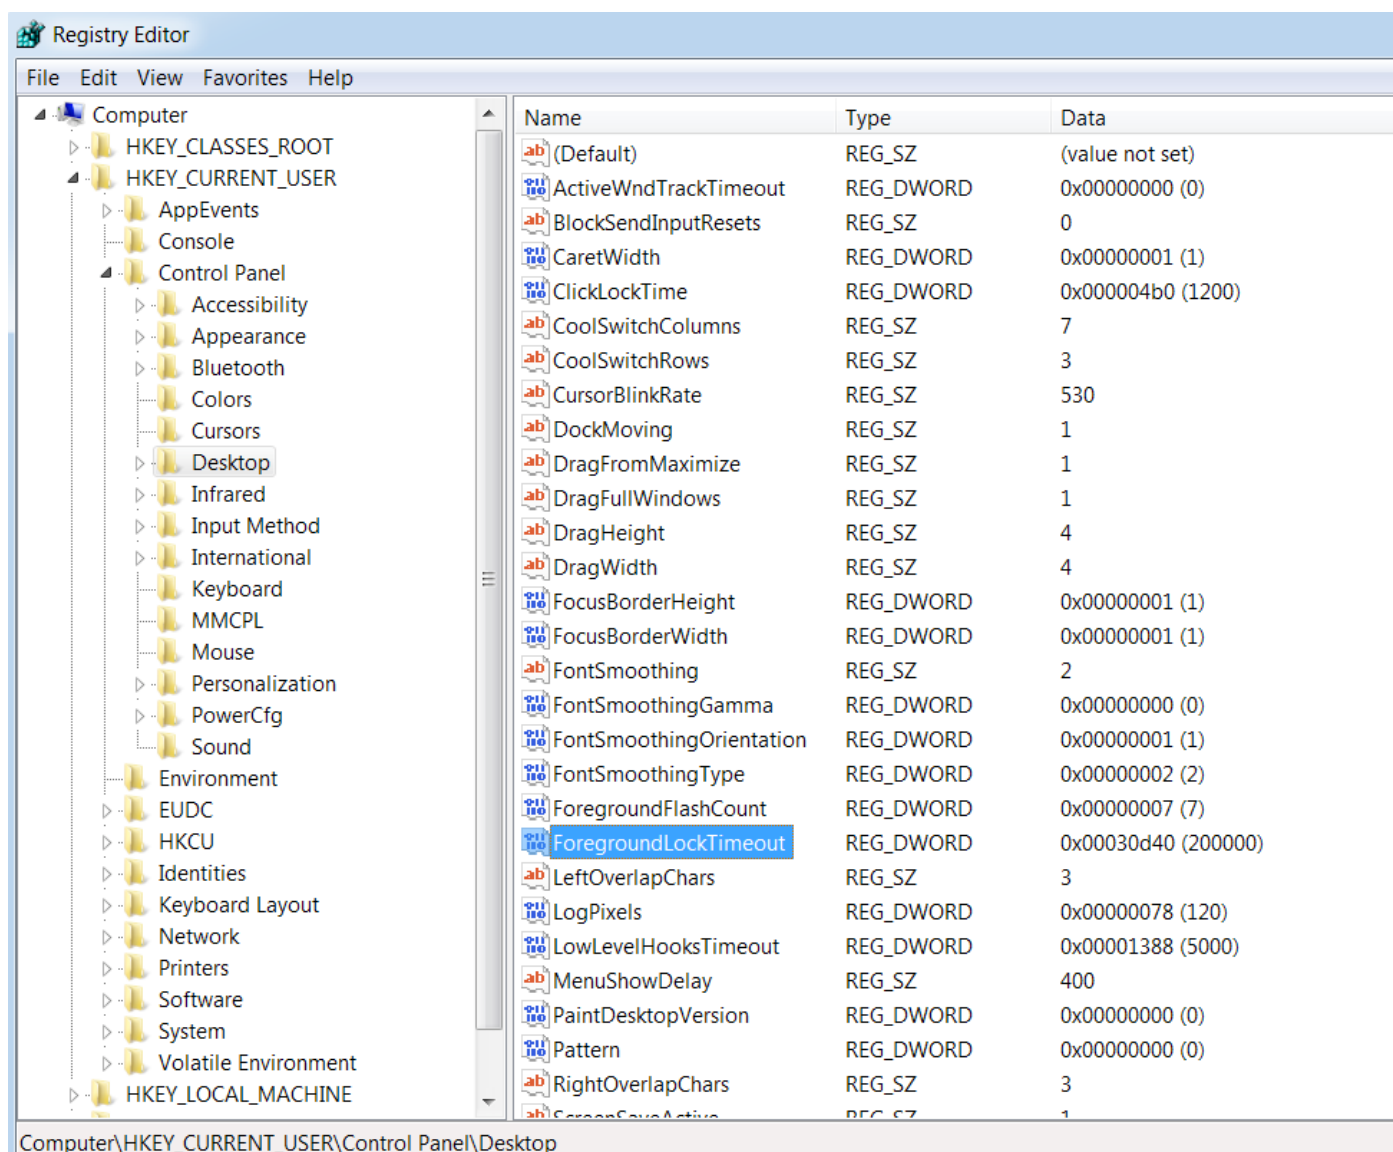 Registry Editor
File Edit View Favorites Help
Computer
HKEY_CLASSES_ROOT
HKEY_CURRENT_USER
AppEvents
Console
Control Panel
Accessibility
Appearance
Bluetooth
Colors
Cursors
Desktop
Infrared
Input Method
International
Keyboard
MMCPL
Mouse
Personalization
PowerCfg
Sound
Environment
EUDC
HKCU
Identities
Keyboard Layout
Network
Printers
Software
System
Volatile Environment
HKEY_LOCAL_MACHINE
Name Type Data
(Default) REG_SZ (value not set)
ActiveWndTrackTimeout REG_DWORD 0x00000000 (0)
BlockSendInputResets REG_SZ 0
CaretWidth REG_DWORD 0x00000001 (1)
ClickLockTime REG_DWORD 0x000004b0 (1200)
CoolSwitchColumns REG_SZ 7
CoolSwitchRows REG_SZ 3
CursorBlinkRate REG_SZ 530
DockMoving REG_SZ 1
DragFromMaximize REG_SZ 1
DragFullWindows REG_SZ 1
DragHeight REG_SZ 4
DragWidth REG_SZ 4
FocusBorderHeight REG_DWORD 0x00000001 (1)
FocusBorderWidth REG_DWORD 0x00000001 (1)
FontSmoothing REG_SZ 2
FontSmoothingGamma REG_DWORD 0x00000000 (0)
FontSmoothingOrientation REG_DWORD 0x00000001 (1)
FontSmoothingType REG_DWORD 0x00000002 (2)
ForegroundFlashCount REG_DWORD 0x00000007 (7)
ForegroundLockTimeout REG_DWORD 0x00030d40 (200000)
LeftOverlapChars REG_SZ 3
LogPixels REG_DWORD 0x00000078 (120)
LowLevelHooksTimeout REG_DWORD 0x00001388 (5000)
MenuShowDelay REG_SZ 400
PaintDesktopVersion REG_DWORD 0x00000000 (0)
Pattern REG_DWORD 0x00000000 (0)
RightOverlapChars REG_SZ 3
ScreenSaveActive REG_SZ 1
Computer\HKEY_CURRENT_USER\Control Panel\Desktop